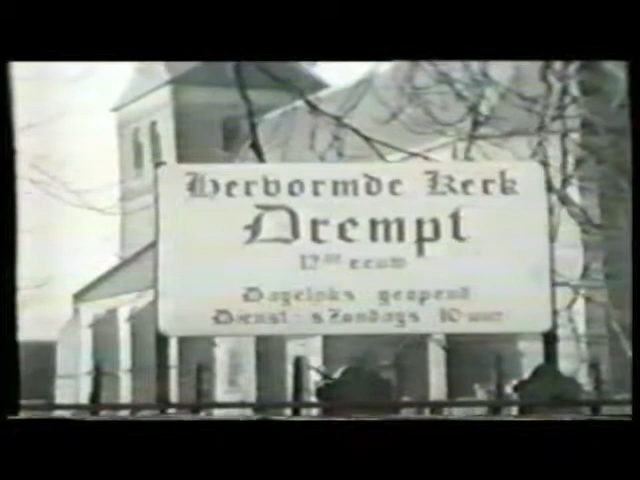 Hervormde Kerk
Drempt
12de eeuw
Dagelijks geopend
Dienst: s Zondags 10 uur